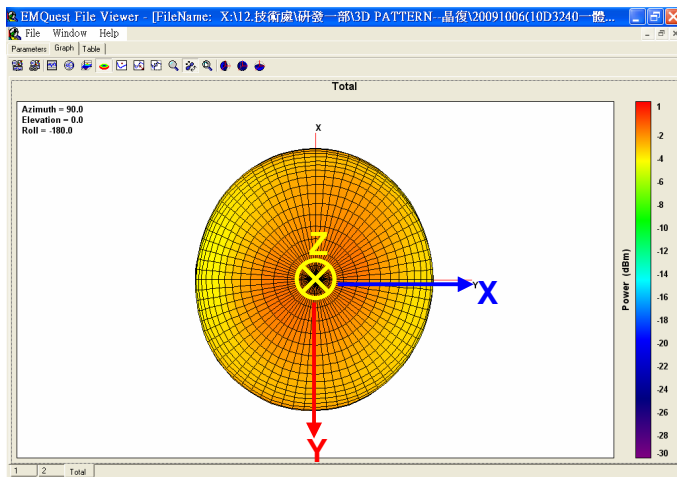 EMQuest File Viewer - [FileName: X:\12.技術處\研發一部\3D PATTERN--晶復\20091006(10D3240一體...
File Window Help
Parameters Graph Table
Total
Azimuth = 90.0
Elevation = 0.0
Roll = -180.0
X
Z
Y
X
Y
1
-2
-4
-6
-8
-10
-12
-14
-16
-18
-20
-22
-24
-26
-28
-30
Power (dBm)
1 2 Total